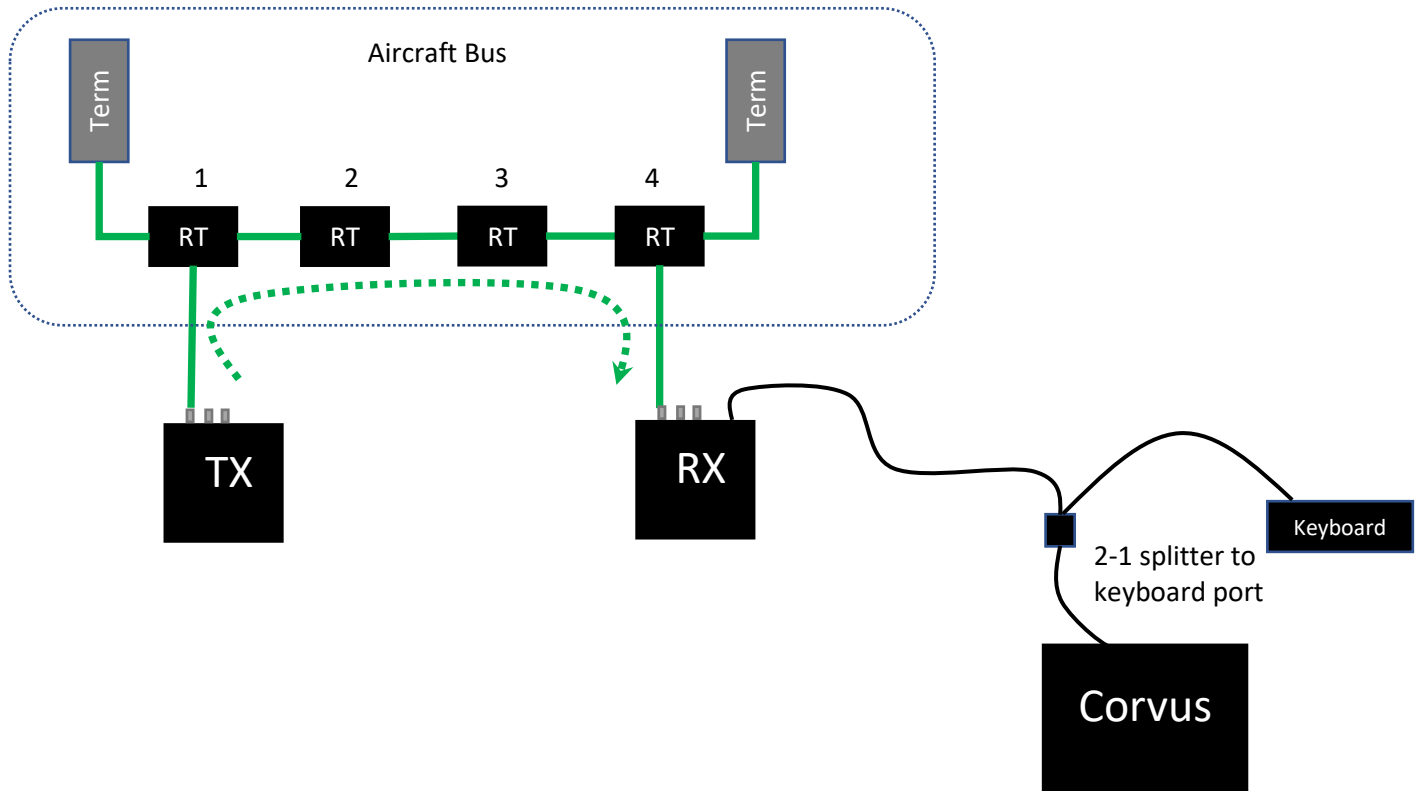 Aircraft Bus
Term
Term
1
2
3
4
RT
RT
RT
RT
TX
RX
Keyboard
2-1 splitter to
keyboard port
Corvus